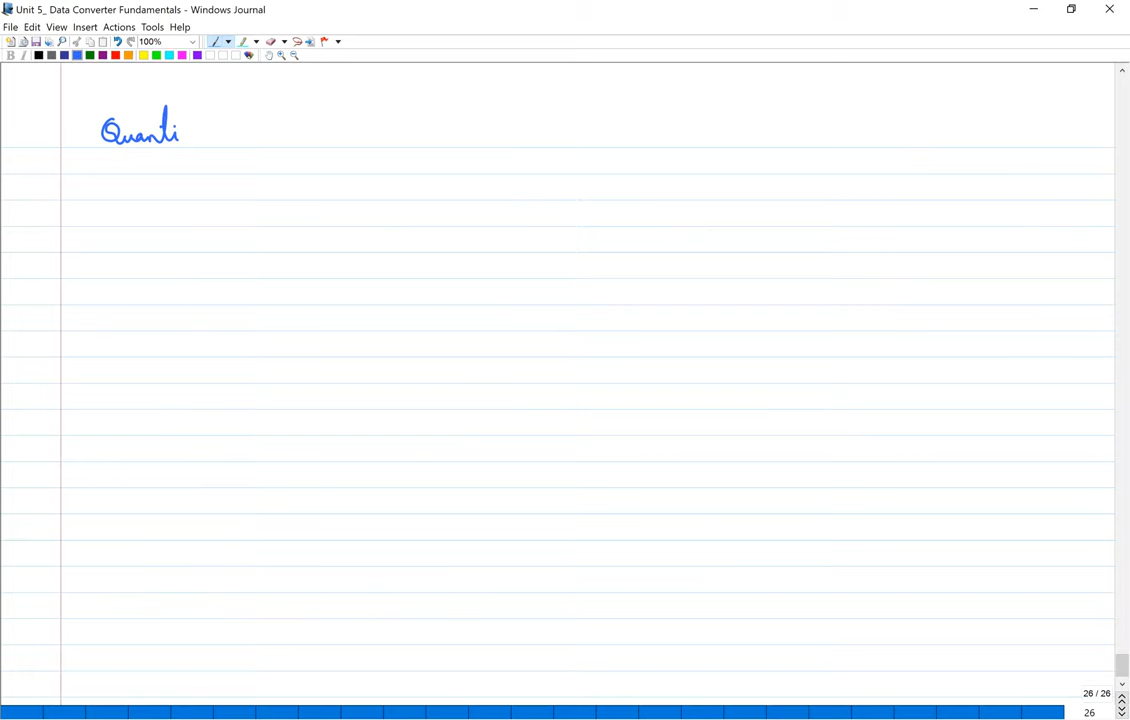 Unit 5_ Data Converter Fundamentals - Windows Journal
File Edit View Insert Actions Tools Help
100%
B I
Quanti
26 / 26
26